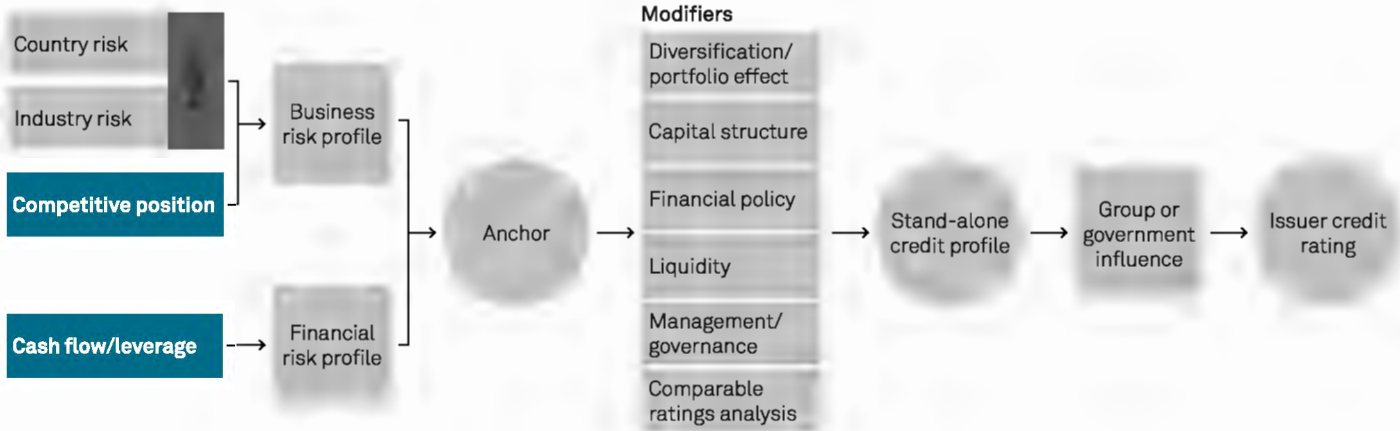 Modifiers
Country risk
Industry risk
Competitive position
Cash flow/leverage
Business
risk profile
Financial
risk profile
Anchor
Diversification/
portfolio effect
Capital structure
Financial policy
Liquidity
Management/
governance
Comparable
ratings analysis
Stand-alone
credit profile
Group or
government
influence
Issuer credit
rating